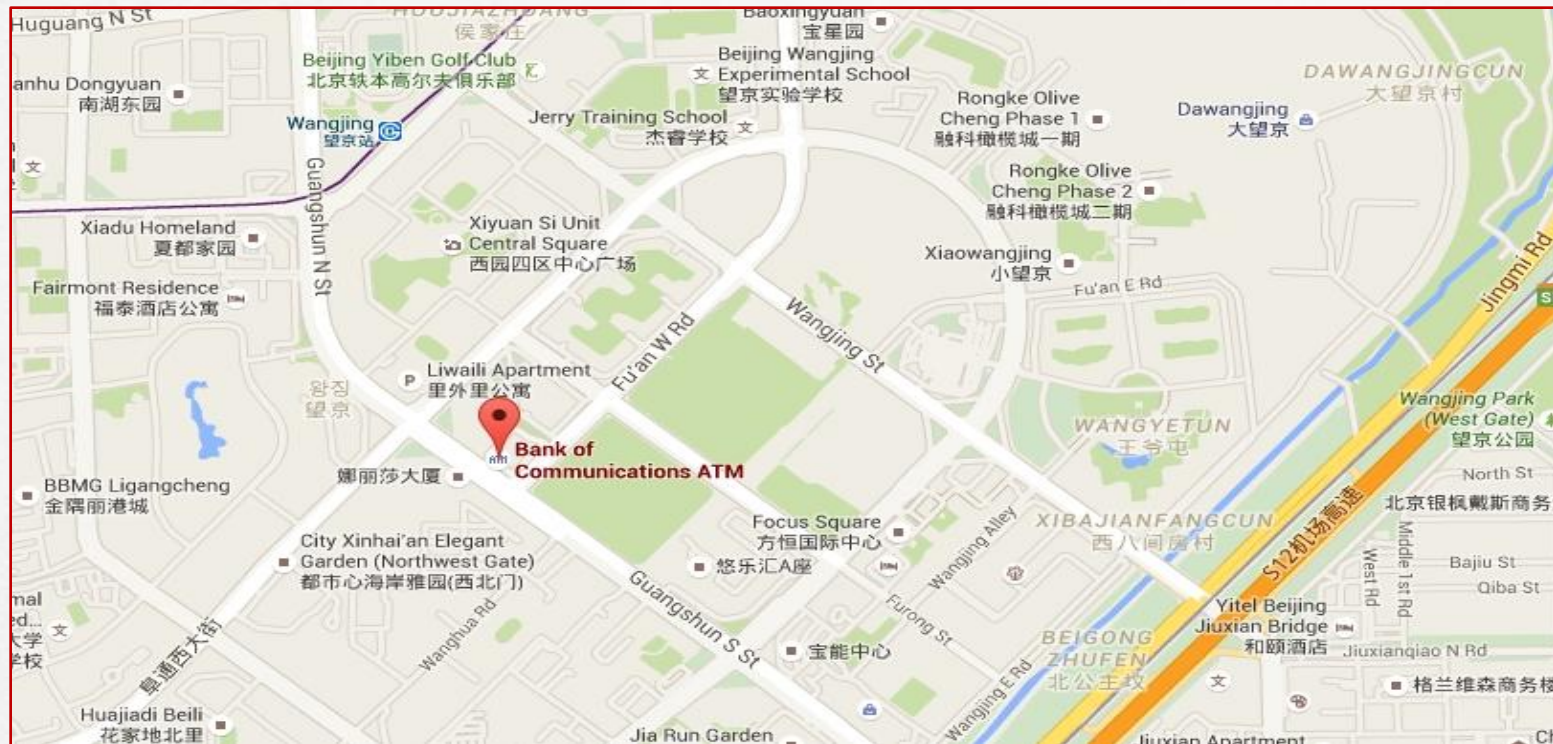 Huguang N St
HOUJIAZHUANG
侯家庄
Baoxingyuan
宝星园
Beijing Yiben Golf Club
北京轶本高尔夫俱乐部
Beijing Wangjing
Experimental School
望京实验学校
DAWANGJINGCUN
大望京村
anhu Dongyuan
南湖东园
Wangjing
望京站
Jerry Training School
杰睿学校
Rongke Olive
Cheng Phase 1
融科橄榄城一期
Dawangjing
大望京
Rongke Olive
Cheng Phase 2
融科橄榄城二期
Guangshun N St
Xiadu Homeland
夏都家园
Xiyuan Si Unit
Central Square
西园四区中心广场
Xiaowangjing
小望京
Fu'an E Rd
Jingmi Rd
S
Fairmont Residence
福泰酒店公寓
Wangjing St
Fu'an W Rd
P
Liwaili Apartment
里外里公寓
왕징
望京
Wangjing Park
(West Gate)
望京公园
WANGYETUN
王爷屯
ATM
Bank of
Communications ATM
娜丽莎大厦
BBMG Ligangcheng
金隅丽港城
North St
北京银枫戴斯商务
S12机场高速
Focus Square
方恒国际中心
Wangjing Alley
XIBAJIANFANGCUN
西八间房村
City Xinhai'an Elegant
Garden (Northwest Gate)
都市心海岸雅园(西北门)
悠乐汇A座
Middle 1st Rd
West Rd
Bajiu St
Qiba St
Guangshun S St
Furong St
Wanghua Rd
mal
ed...
大学
学校
Yitel Beijing
Jiuxian Bridge
和颐酒店
BEIGONG
ZHUFEN
北公主坟
Jiuxianqiao N Rd
宝能中心
阜通西大街
Wangjing E Rd
格兰维森商务楼
Huajiadi Beili
花家地北里
Jia Run Garden
Jiuxian Apartment